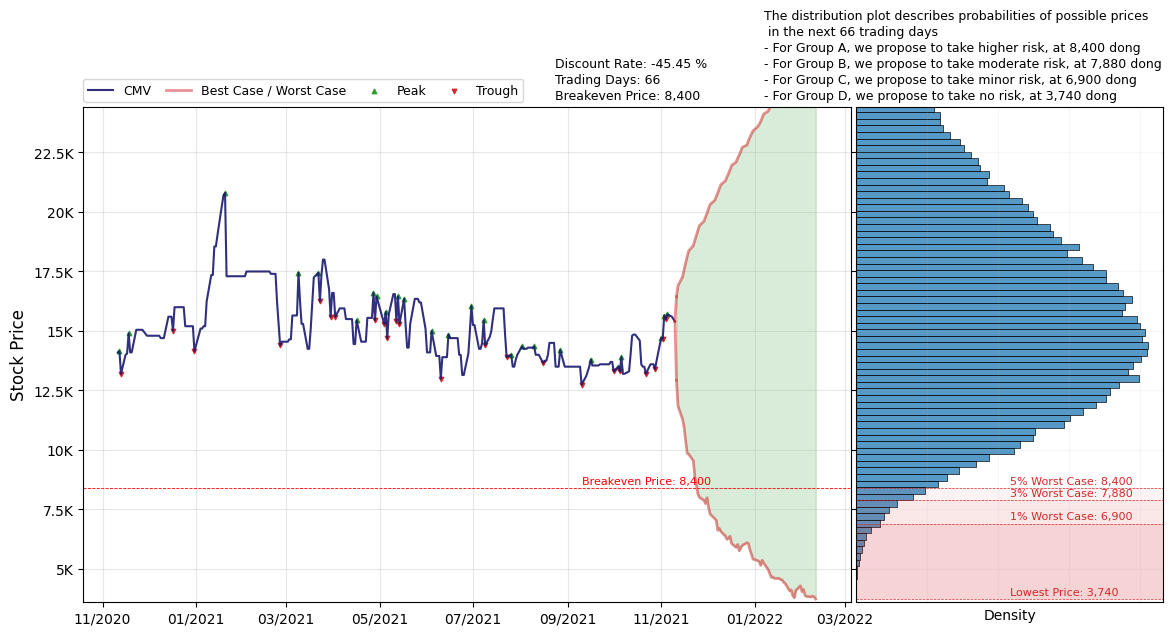 The distribution plot describes probabilities of possible prices
in the next 66 trading days
- For Group A, we propose to take higher risk, at 8,400 dong
- For Group B, we propose to take moderate risk, at 7,880 dong
- For Group C, we propose to take minor risk, at 6,900 dong
- For Group D, we propose to take no risk, at 3,740 dong
Discount Rate: -45.45 %
Trading Days: 66
Breakeven Price: 8,400
CMV
Best Case / Worst Case
Peak
Trough
Stock Price
22.5K
20K
17.5K
15K
12.5K
10K
7.5K
5K
Breakeven Price: 8,400
11/2020
01/2021
03/2021
05/2021
07/2021
09/2021
11/2021
01/2022
03/2022
5% Worst Case: 8,400
3% Worst Case: 7,880
1% Worst Case: 6,900
Lowest Price: 3,740
Density